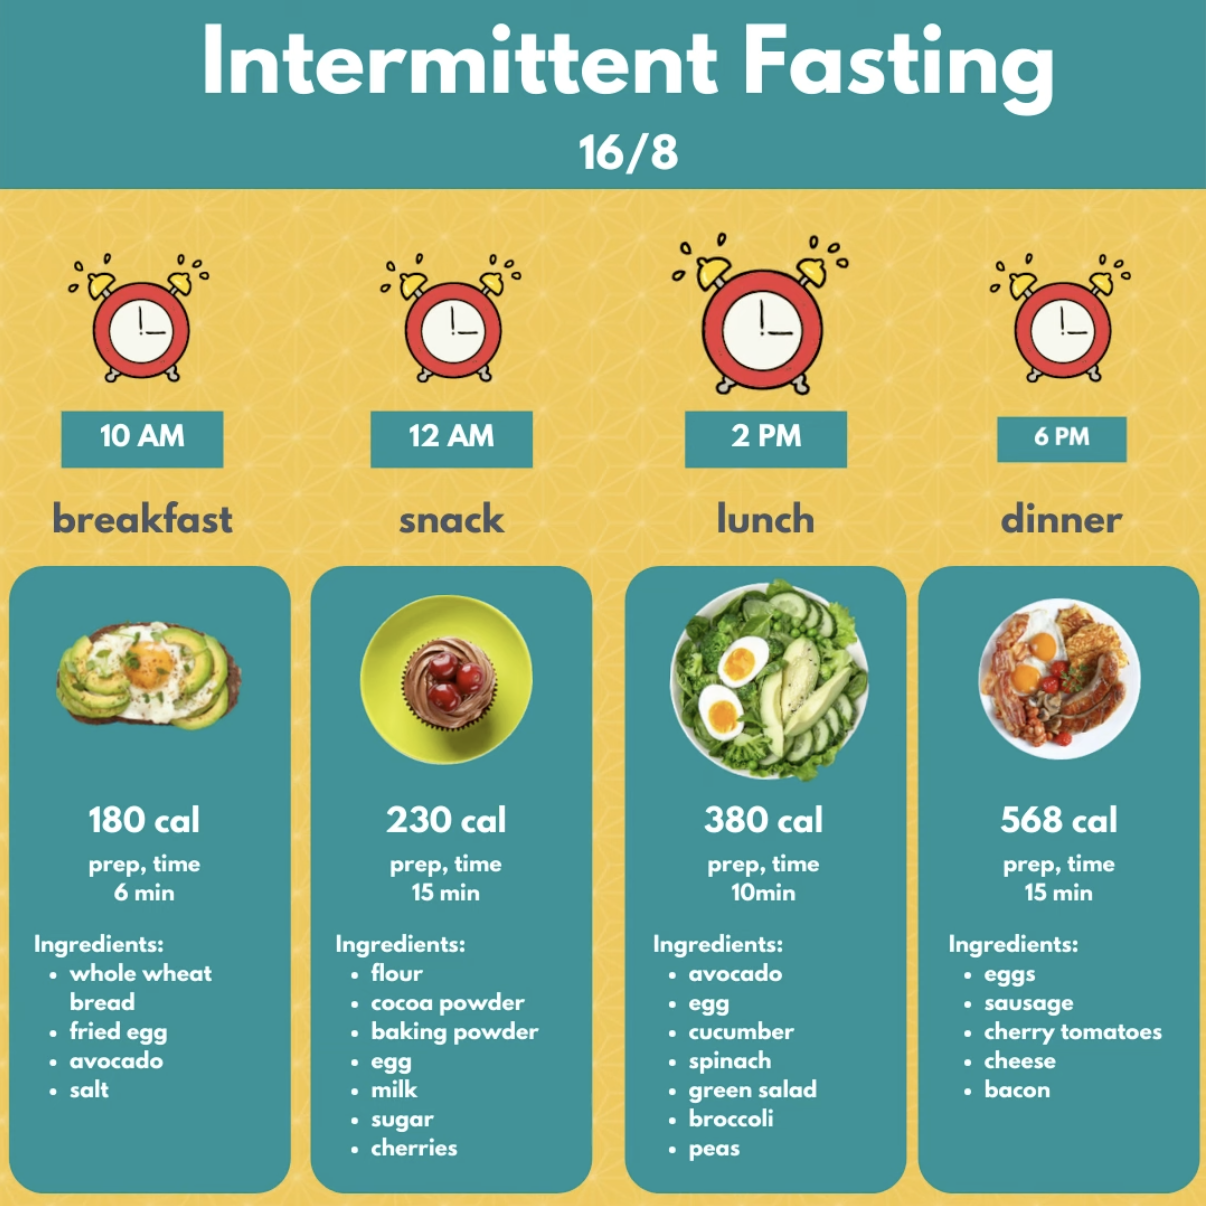 Intermittent Fasting
16/8
10 AM
breakfast
180 cal
prep, time
6 min
Ingredients:
• whole wheat
bread
• fried egg
• avocado
• salt
12 AM
snack
230 cal
prep, time
15 min
Ingredients:
• flour
• cocoa powder
• baking powder
• egg
• milk
• sugar
• cherries
2 PM
lunch
380 cal
prep, time
10min
Ingredients:
• avocado
• egg
• cucumber
• spinach
• green salad
• broccoli
• peas
6 PM
dinner
568 cal
prep, time
15 min
Ingredients:
• eggs
• sausage
• cherry tomatoes
• cheese
• bacon